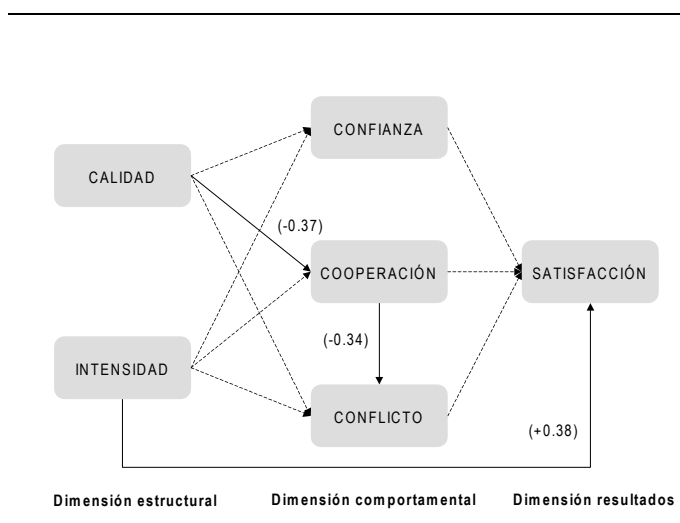 CONFIANZA
CALIDAD
(-0.37)
COOPERACIÓN
SATISFACCIÓN
(-0.34)
INTENSIDAD
CONFLICTO
(+0.38)
Dimensión estructural
Dimensión comportamental
Dimensión resultados